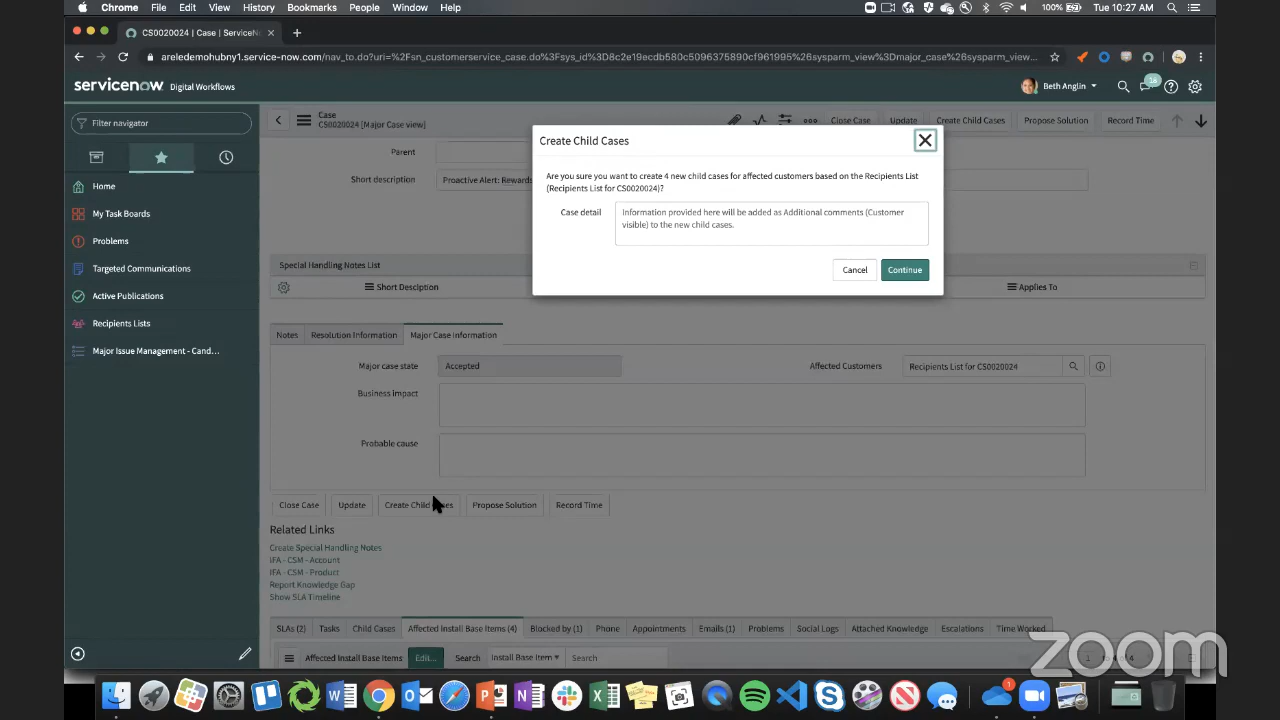 Chrome File Edit View History Bookmarks People Window Help 100% Tue 10:27 AM
CS0020024 | Case | ServiceN
areledemohubny1.service-now.com/nav_to.do?uri=%2Fsn_customerservice_case.do%3Fsys_id%3D8c2e19ecdb580c5096375890cf961995%26sysparm_view%3Dmajor_case%26sysparm_view...
servicenow Digital Workflows
Beth Anglin
16
Filter navigator
Home
My Task Boards
Problems
Targeted Communications
Active Publications
Recipients Lists
Major Issue Management - Cand...
Case
CS0020024 [Major Case view]
Close Case Update Create Child Cases Propose Solution Record Time
Parent
Short description Proactive Alert: Rewards
Create Child Cases
Are you sure you want to create 4 new child cases for affected customers based on the Recipients List
(Recipients List for CS0020024)?
Case detail
Information provided here will be added as Additional comments (Customer
visible) to the new child cases.
Cancel Continue
Special Handling Notes List
Short Desciption Applies To
Notes Resolution Information Major Case Information
Major case state Accepted Affected Customers Recipients List for CS0020024
Business impact
Probable cause
Close Case Update Create Child Cases Propose Solution Record Time
Related Links
Create Special Handling Notes
IFA - CSM - Account
IFA - CSM - Product
Report Knowledge Gap
Show SLA Timeline
SLAs (2) Tasks Child Cases Affected Install Base Items (4) Blocked by (1) Phone Appointments Emails (1) Problems Social Logs Attached Knowledge Escalations Time Worked
Affected Install Base Items Edit... Search Install Base Item Search
zoom
1